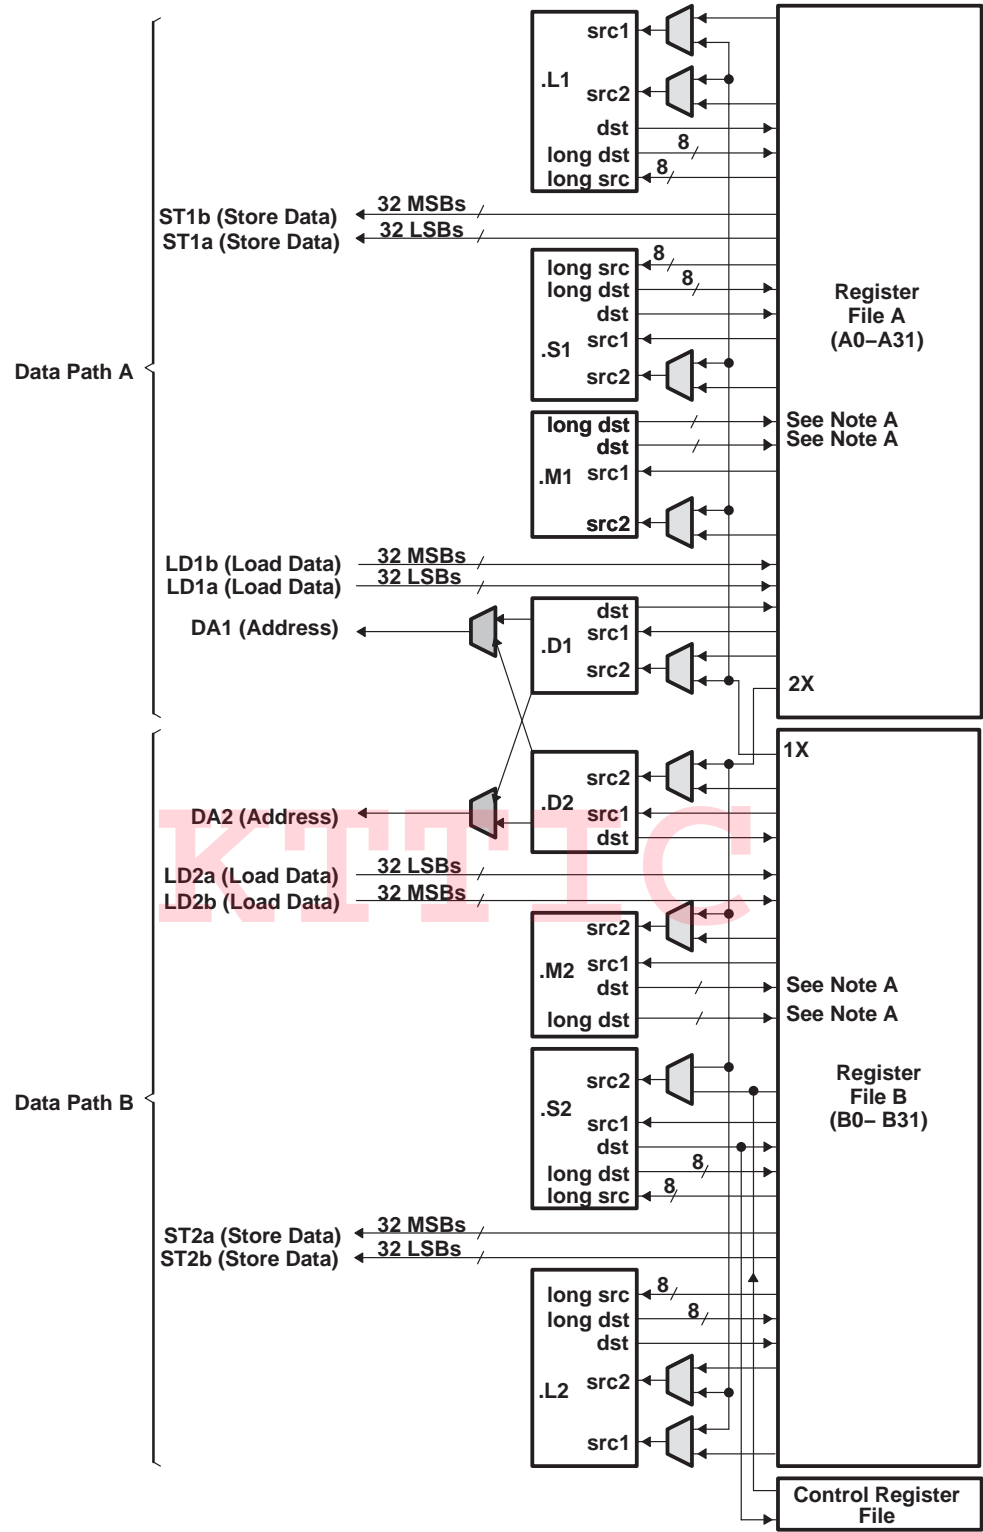 src1
.L1
src2
dst
8
long dst
8
long src
32 MSBs
ST1b (Store Data)
32 LSBs
ST1a (Store Data)
8
long src
8
long dst
Register
File A
(A0–A31)
dst
src1
.S1
src2
Data Path A
long dst
See Note A
dst
See Note A
.M1
src1
src2
32 MSBs
LD1b (Load Data)
32 LSBs
LD1a (Load Data)
dst
DA1 (Address)
src1
.D1
src2
2X
1X
src2
.D2
src1
DA2 (Address)
dst
KTTIC
32 LSBs
LD2a (Load Data)
32 MSBs
LD2b (Load Data)
src2
src1
.M2
dst
See Note A
long dst
See Note A
src2
Register
File B
(B0– B31)
Data Path B
.S2
src1
dst
8
long dst
8
long src
32 MSBs
ST2a (Store Data)
32 LSBs
ST2b (Store Data)
8
long src
8
long dst
dst
src2
.L2
src1
Control Register
File